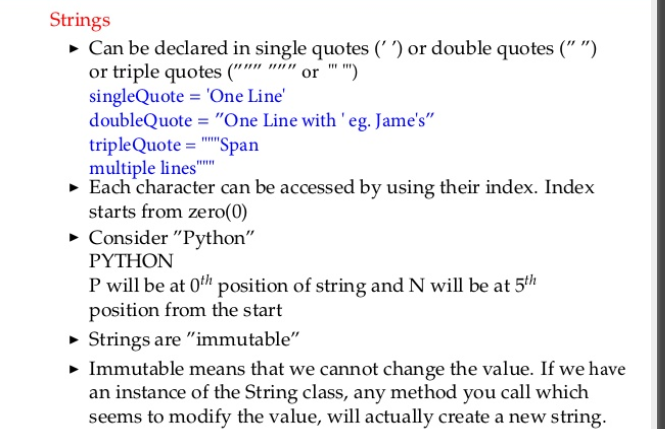 Strings
▸ Can be declared in single quotes (' ') or double quotes (" ")
or triple quotes (""" """ or ''' ''')
singleQuote = 'One Line'
doubleQuote = "One Line with ' eg. Jame's"
tripleQuote = """Span
multiple lines"""
▸ Each character can be accessed by using their index. Index
starts from zero(0)
▸ Consider "Python"
PYTHON
P will be at 0th position of string and N will be at 5th
position from the start
▸ Strings are "immutable"
▸ Immutable means that we cannot change the value. If we have
an instance of the String class, any method you call which
seems to modify the value, will actually create a new string.